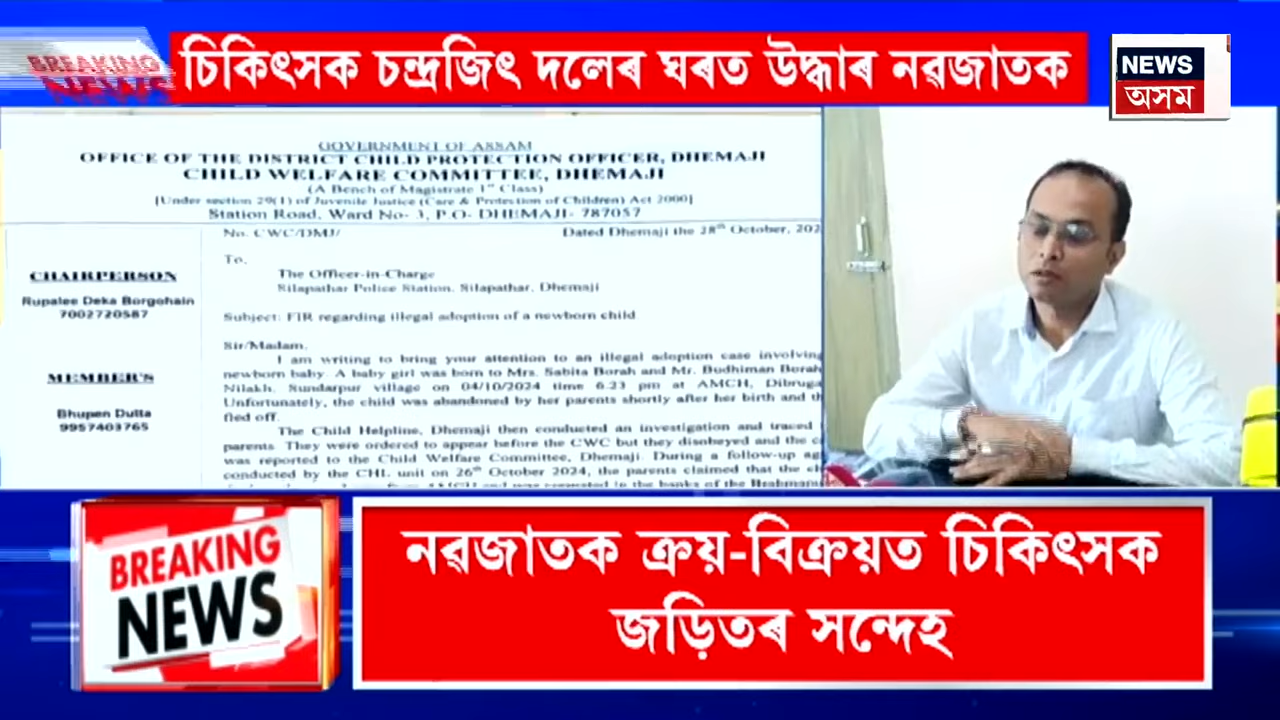 BREAKING
NEWS
চিকিৎসক চন্দ্ৰজিৎ দলেৰ ঘৰত উদ্ধাৰ নৱজাতক
NEWS
অসম
GOVERNMENT OF ASSAM
OFFICE OF THE DISTRICT CHILD PROTECTION OFFICER, DHEMAJI
CHILD WELFARE COMMITTEE, DHEMAJI
(A Bench of Magistrate 1st Class)
[Under section 29(1) of Juvenile Justice (Care & Protection of Children) Act 2000]
Station Road, Ward No- 3, P.O- DHEMAJI- 787057
No. CWC/DMJ/ Dated Dhemaji the 28th October, 202
CHAIRPERSON
Rupalee Deka Borgohain
7002720587
MEMBER'S
Bhupen Dutta
9957403765
To,
The Officer-in-Charge
Silapathar Police Station, Silapathar, Dhemaji
Subject: FIR regarding illegal adoption of a newborn child
Sir/Madam,
I am writing to bring your attention to an illegal adoption case involving
newborn baby. A baby girl was born to Mrs. Sabita Borah and Mr. Budhiman Borah
Nilakh, Sundarpur village on 04/10/2024 time 6.23 pm at AMCH, Dibruga
Unfortunately, the child was abandoned by her parents shortly after her birth and th
fled off.
The Child Helpline, Dhemaji then conducted an investigation and traced
parents. They were ordered to appear before the CWC but they disobeyed and the c
was reported to the Child Welfare Committee, Dhemaji. During a follow-up ag
conducted by the CHL unit on 26th October 2024, the parents claimed that the ch
BREAKING
NEWS
নৱজাতক ক্ৰয়-বিক্ৰয়ত চিকিৎসক
জড়িতৰ সন্দেহ